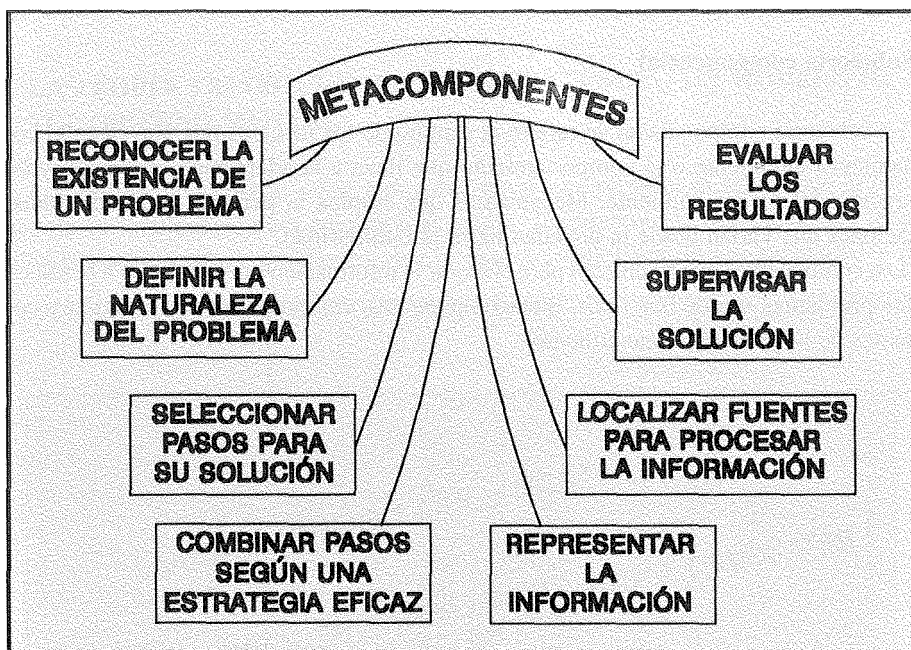 METACOMPONENTES
RECONOCER LA
EXISTENCIA DE
UN PROBLEMA
DEFINIR LA
NATURALEZA
DEL PROBLEMA
SELECCIONAR
PASOS PARA
SU SOLUCIÓN
COMBINAR PASOS
SEGÚN UNA
ESTRATEGIA EFICAZ
REPRESENTAR
LA
INFORMACIÓN
LOCALIZAR FUENTES
PARA PROCESAR
LA INFORMACIÓN
SUPERVISAR
LA
SOLUCIÓN
EVALUAR
LOS
RESULTADOS